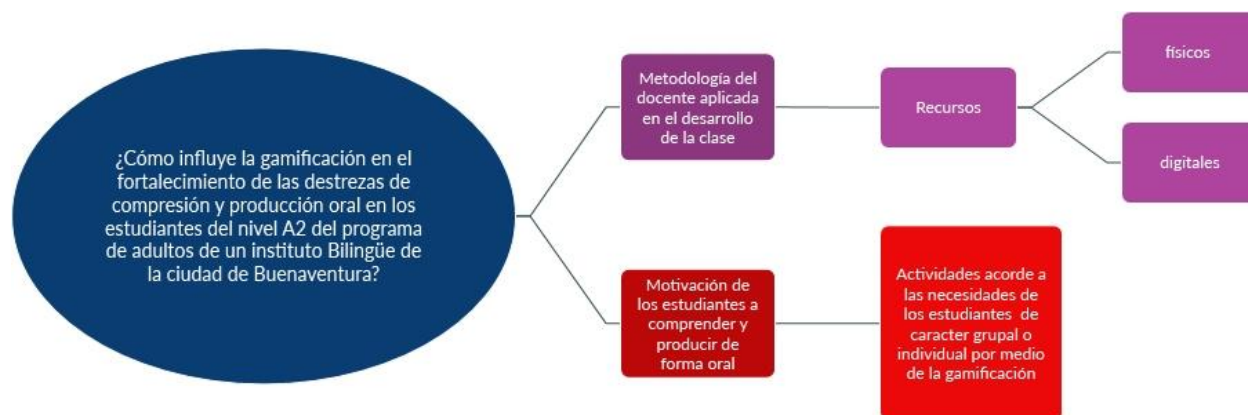 ¿Cómo influye la gamificación en el
fortalecimiento de las destrezas de
compresión y producción oral en los
estudiantes del nivel A2 del programa
de adultos de un instituto Bilingüe de
la ciudad de Buenaventura?
Metodología del
docente aplicada
en el desarrollo
de la clase
Recursos
físicos
digitales
Motivación de
los estudiantes a
comprender y
producir de
forma oral
Actividades acorde a
las necesidades de
los estudiantes de
caracter grupal o
individual por medio
de la gamificación